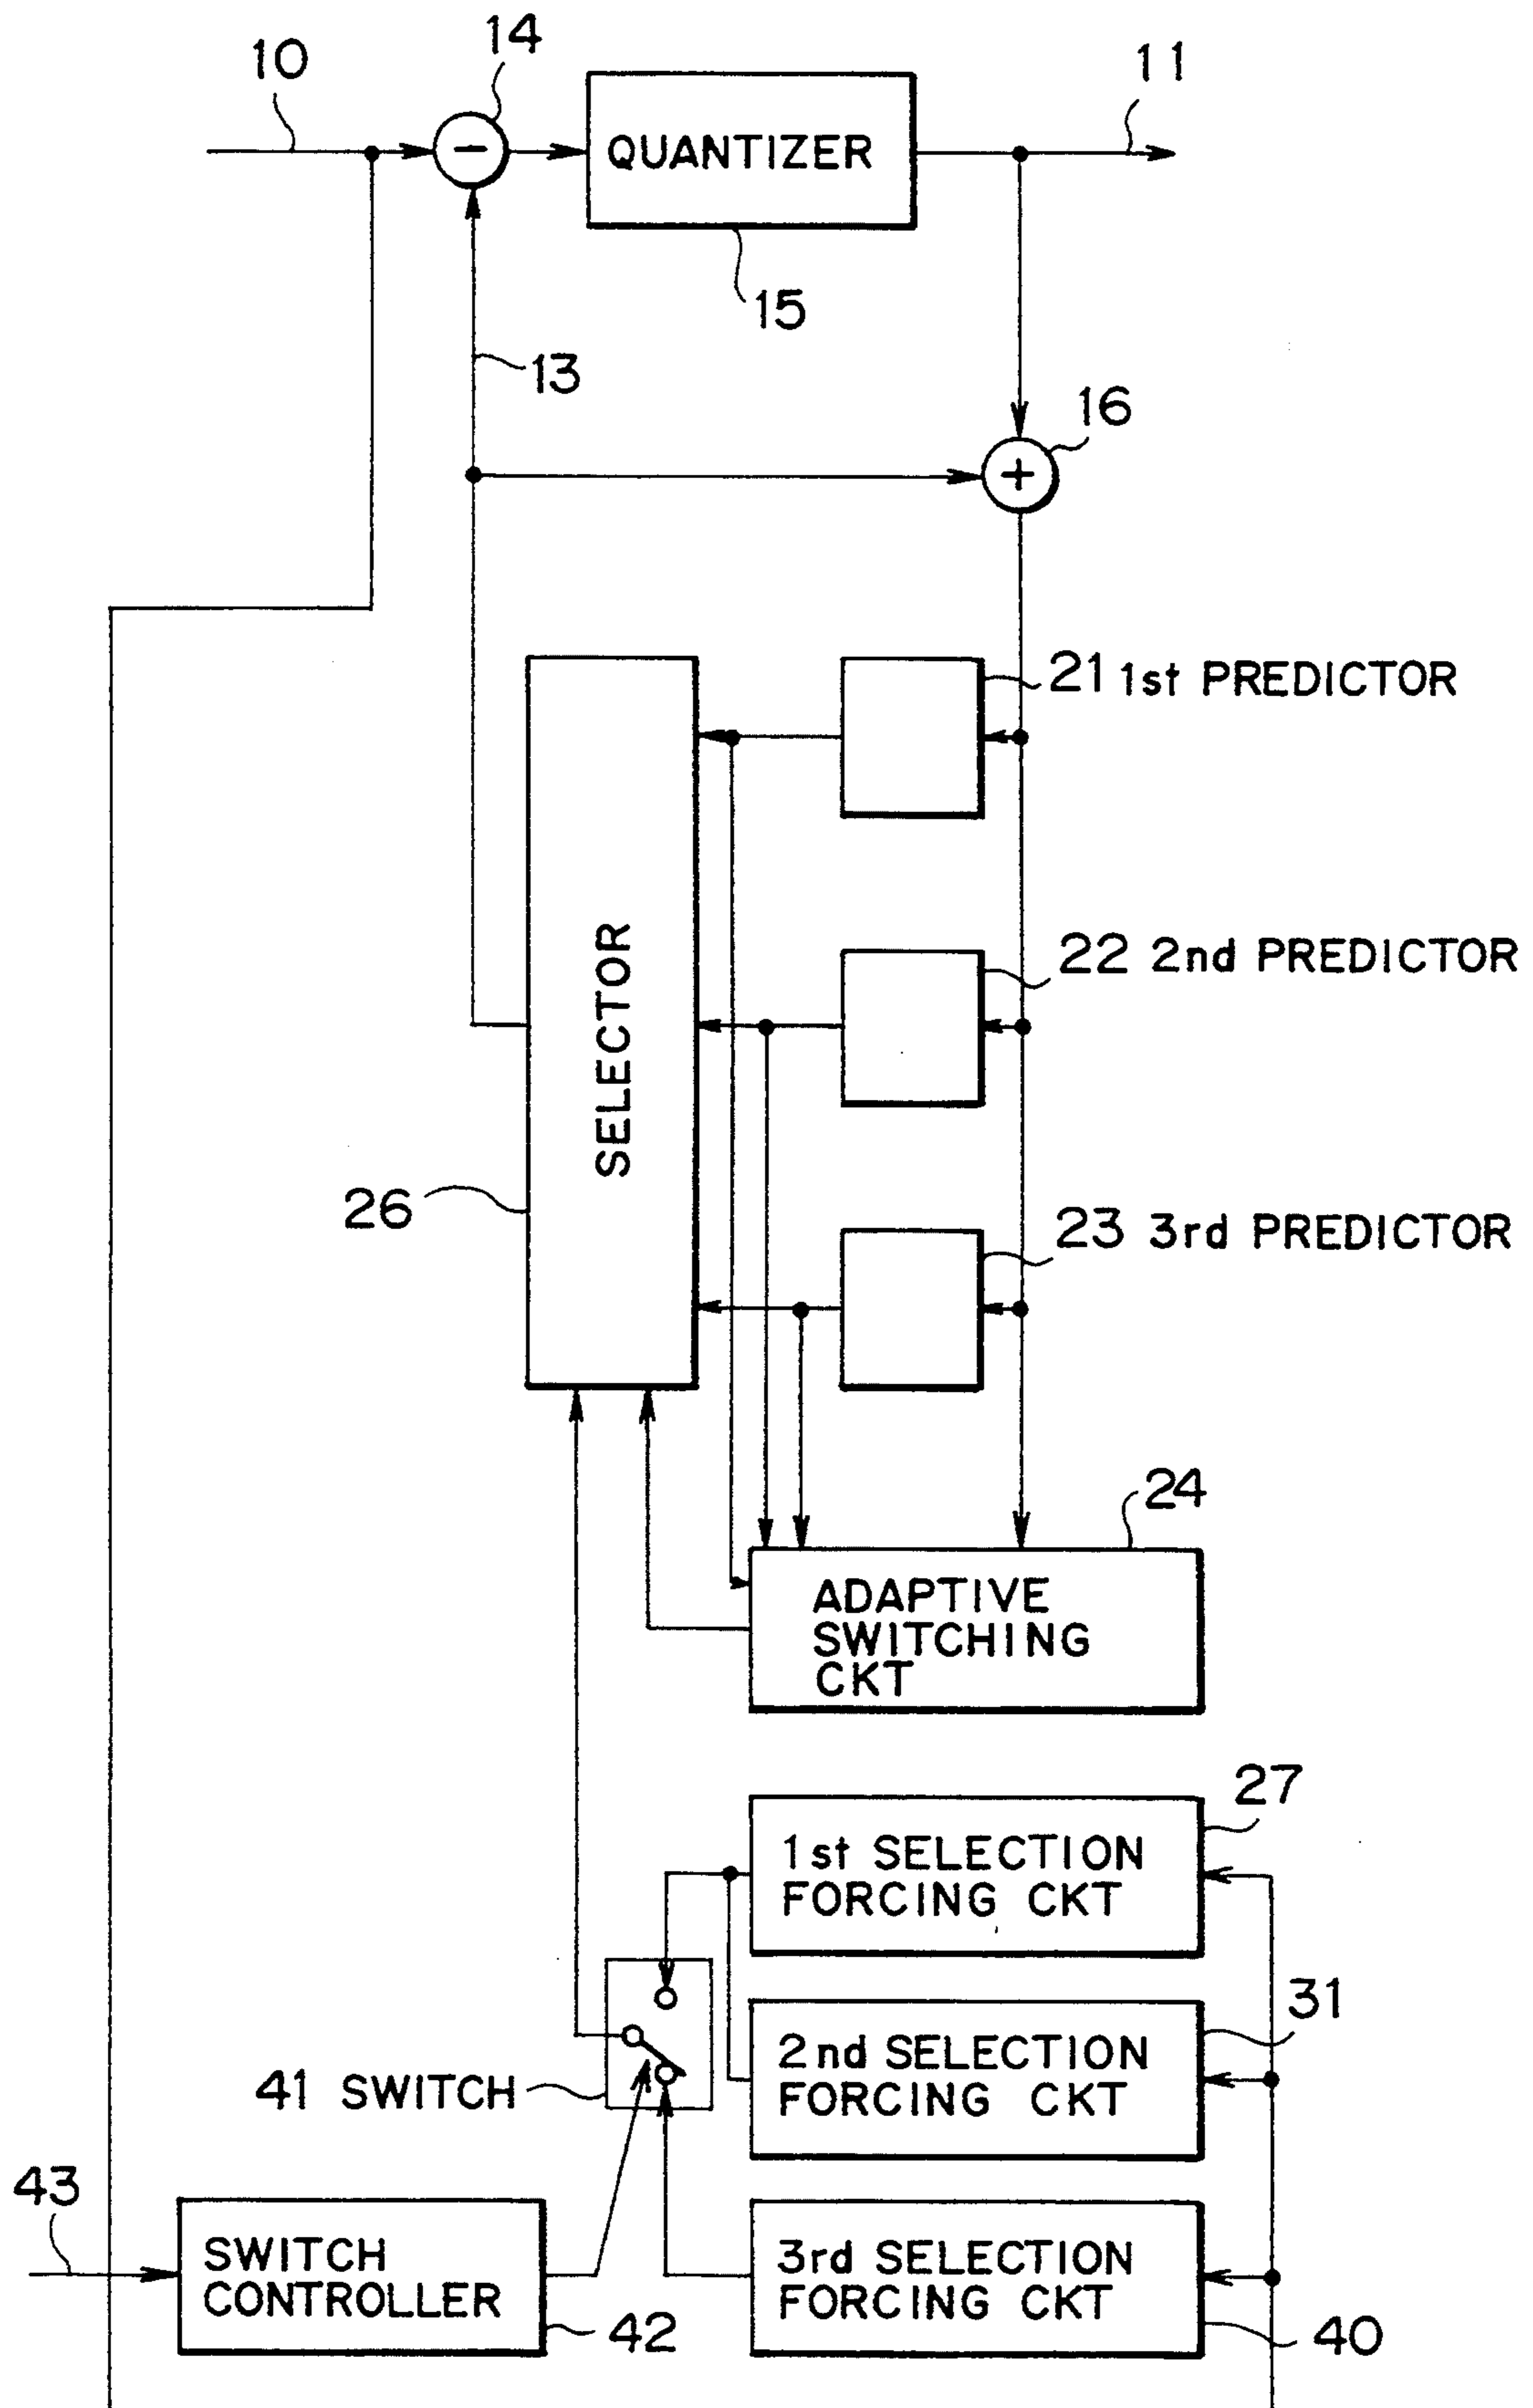 10
14
11
−
QUANTIZER
15
13
16
+
21 1st PREDICTOR
22 2nd PREDICTOR
SELECTOR
26
23 3rd PREDICTOR
24
ADAPTIVE
SWITCHING
CKT
27
1st SELECTION
FORCING CKT
31
2nd SELECTION
FORCING CKT
41 SWITCH
43
SWITCH
CONTROLLER
42
3rd SELECTION
FORCING CKT
40